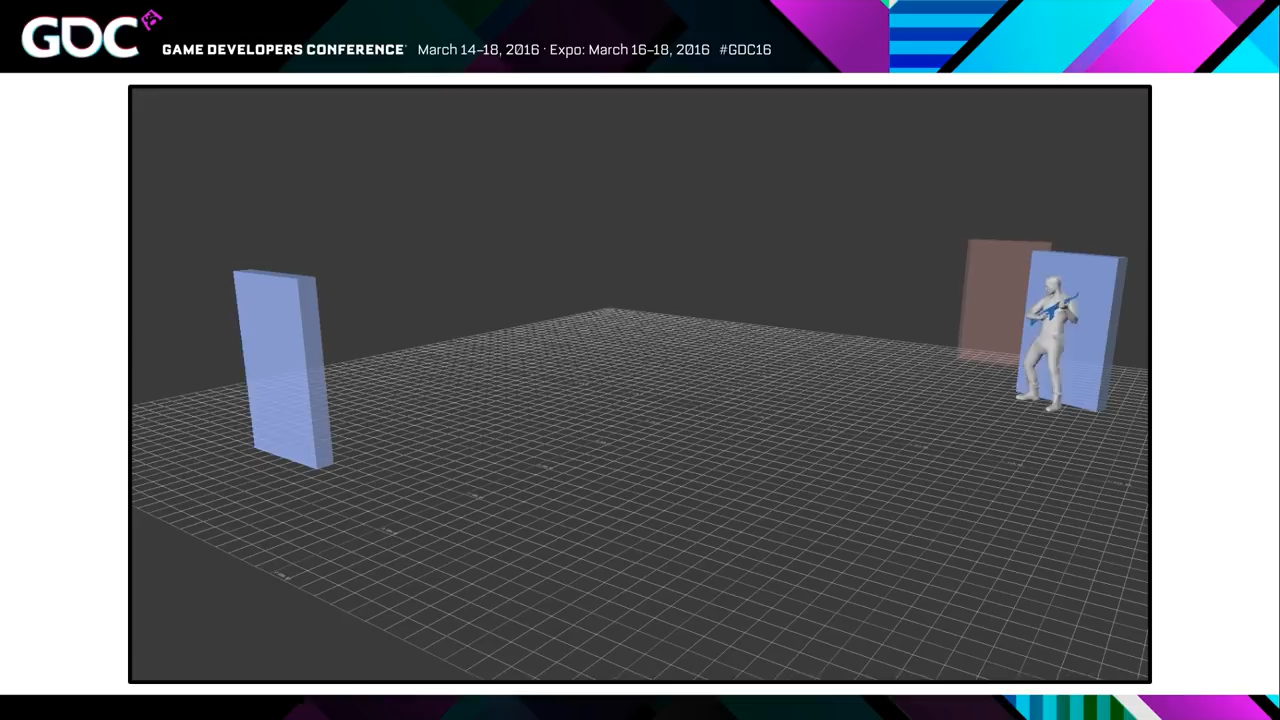 GDC
GAME DEVELOPERS CONFERENCE March 14–18, 2016 · Expo: March 16–18, 2016 #GDC16